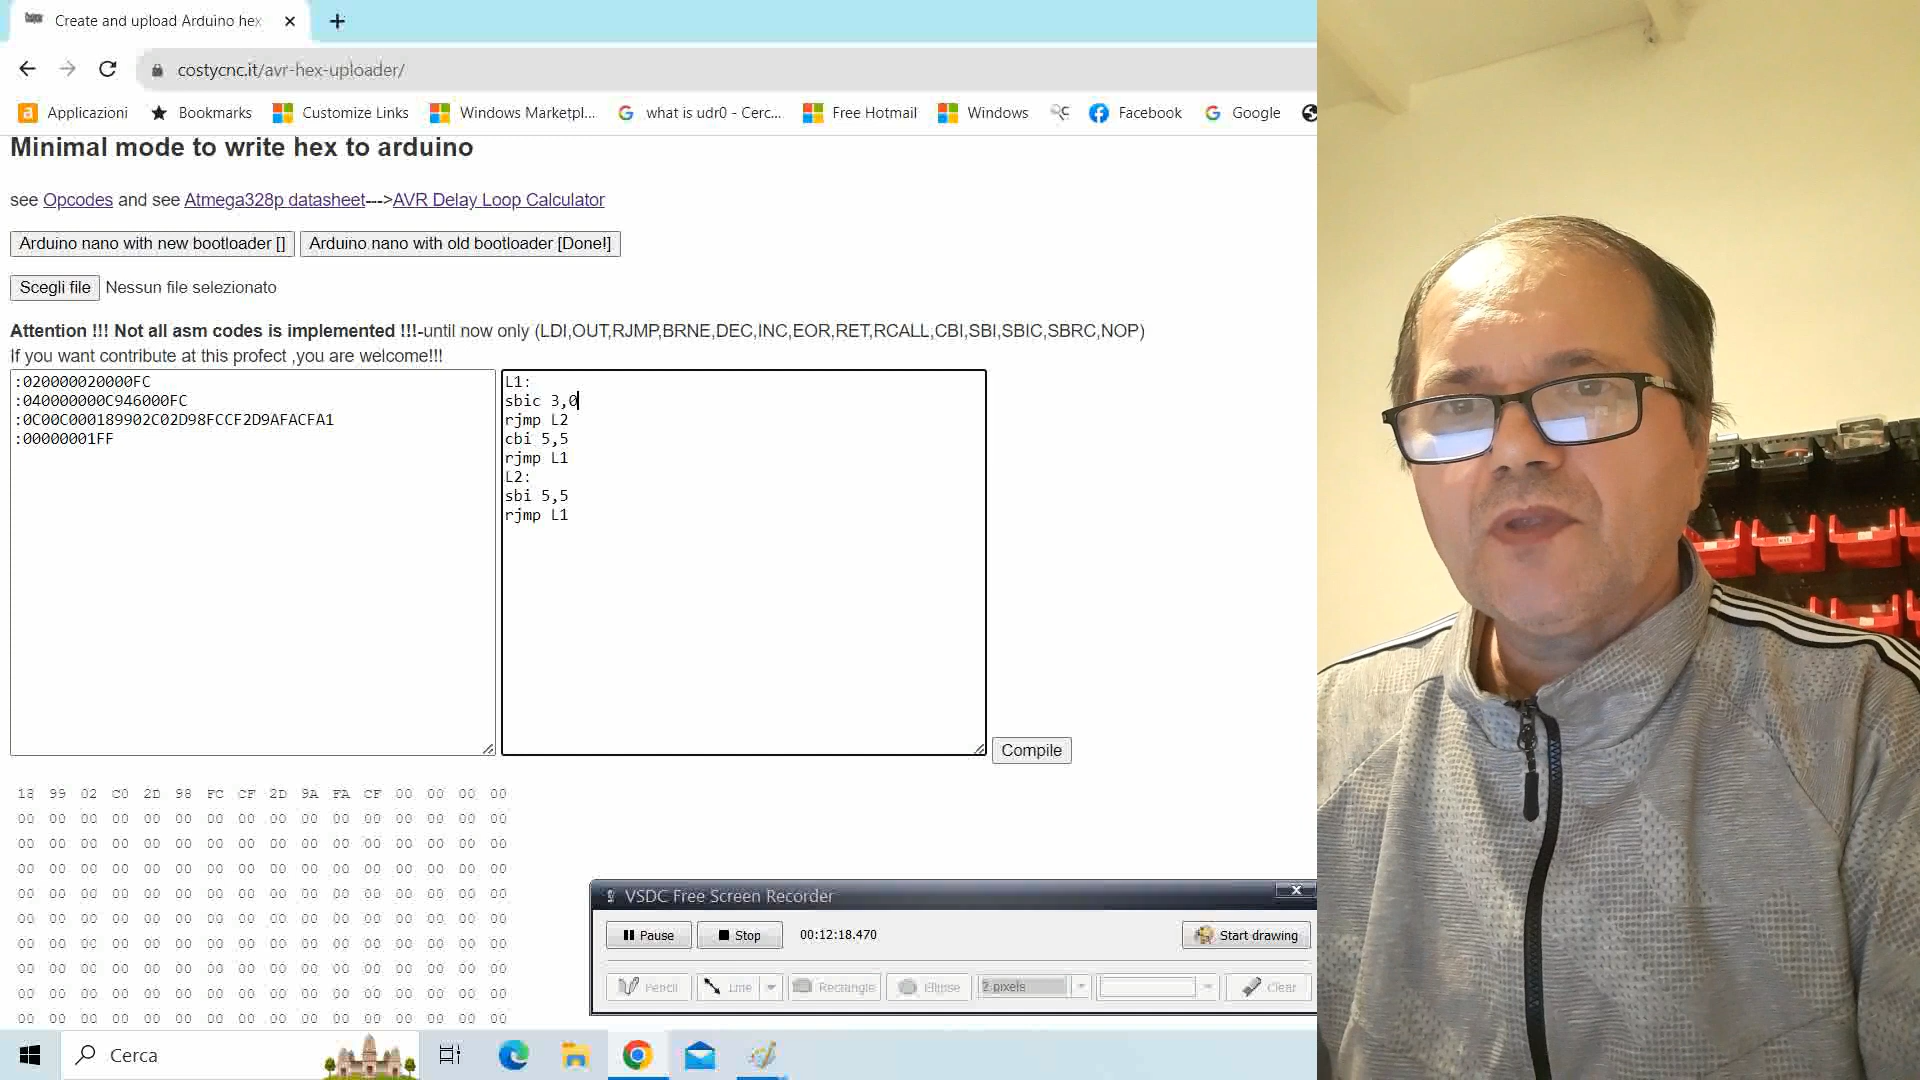 Create and upload Arduino hex
costycnc.it/avr-hex-uploader/
Applicazioni Bookmarks Customize Links Windows Marketpl... what is udr0 - Cerc... Free Hotmail Windows Facebook Google
Minimal mode to write hex to arduino
see Opcodes and see Atmega328p datasheet--->AVR Delay Loop Calculator
Arduino nano with new bootloader [] Arduino nano with old bootloader [Done!]
Scegli file Nessun file selezionato
Attention !!! Not all asm codes is implemented !!!-until now only (LDI,OUT,RJMP,BRNE,DEC,INC,EOR,RET,RCALL,CBI,SBI,SBIC,SBRC,NOP)
If you want contribute at this profect ,you are welcome!!!
:020000020000FC
:040000000C946000FC
:0C00C000189902C02D98FCCF2D9AFACFA1
:00000001FF
L1:
sbic 3,0
rjmp L2
cbi 5,5
rjmp L1
L2:
sbi 5,5
rjmp L1
Compile
18 99 02 C0 2D 98 FC CF 2D 9A FA CF 00 00 00 00
00 00 00 00 00 00 00 00 00 00 00 00 00 00 00 00
00 00 00 00 00 00 00 00 00 00 00 00 00 00 00 00
00 00 00 00 00 00 00 00 00 00 00 00 00 00 00 00
00 00 00 00 00 00 00 00 00 00 00 00 00 00 00 00
00 00 00 00 00 00 00 00 00 00 00 00 00 00 00 00
00 00 00 00 00 00 00 00 00 00 00 00 00 00 00 00
00 00 00 00 00 00 00 00 00 00 00 00 00 00 00 00
00 00 00 00 00 00 00 00 00 00 00 00 00 00 00 00
00 00 00 00 00 00 00 00 00 00 00 00 00 00 00 00
VSDC Free Screen Recorder
Pause Stop 00:12:18.470 Start drawing
Pencil Line Rectangle Ellipse 2 pixels Clear
Cerca